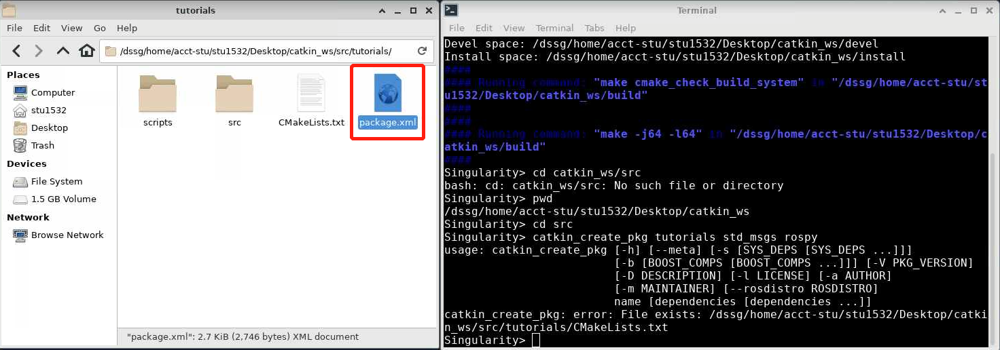 tutorials
File Edit View Go Help
/dssg/home/acct-stu/stu1532/Desktop/catkin_ws/src/tutorials/
Places
Computer
stu1532
Desktop
Trash
Devices
File System
1.5 GB Volume
Network
Browse Network
scripts
src
CMakeLists.txt
package.xml
"package.xml": 2.7 KiB (2,746 bytes) XML document
Terminal
File Edit View Terminal Tabs Help
Devel space: /dssg/home/acct-stu/stu1532/Desktop/catkin_ws/devel
Install space: /dssg/home/acct-stu/stu1532/Desktop/catkin_ws/install
####
#### Running command: "make cmake_check_build_system" in "/dssg/home/acct-stu/st
u1532/Desktop/catkin_ws/build"
####
####
#### Running command: "make -j64 -l64" in "/dssg/home/acct-stu/stu1532/Desktop/c
atkin_ws/build"
####
Singularity> cd catkin_ws/src
bash: cd: catkin_ws/src: No such file or directory
Singularity> pwd
/dssg/home/acct-stu/stu1532/Desktop/catkin_ws
Singularity> cd src
Singularity> catkin_create_pkg tutorials std_msgs rospy
usage: catkin_create_pkg [-h] [--meta] [-s [SYS_DEPS [SYS_DEPS ...]]]
[-b [BOOST_COMPS [BOOST_COMPS ...]]] [-V PKG_VERSION]
[-D DESCRIPTION] [-l LICENSE] [-a AUTHOR]
[-m MAINTAINER] [--rosdistro ROSDISTRO]
name [dependencies [dependencies ...]]
catkin_create_pkg: error: File exists: /dssg/home/acct-stu/stu1532/Desktop/catki
n_ws/src/tutorials/CMakeLists.txt
Singularity>